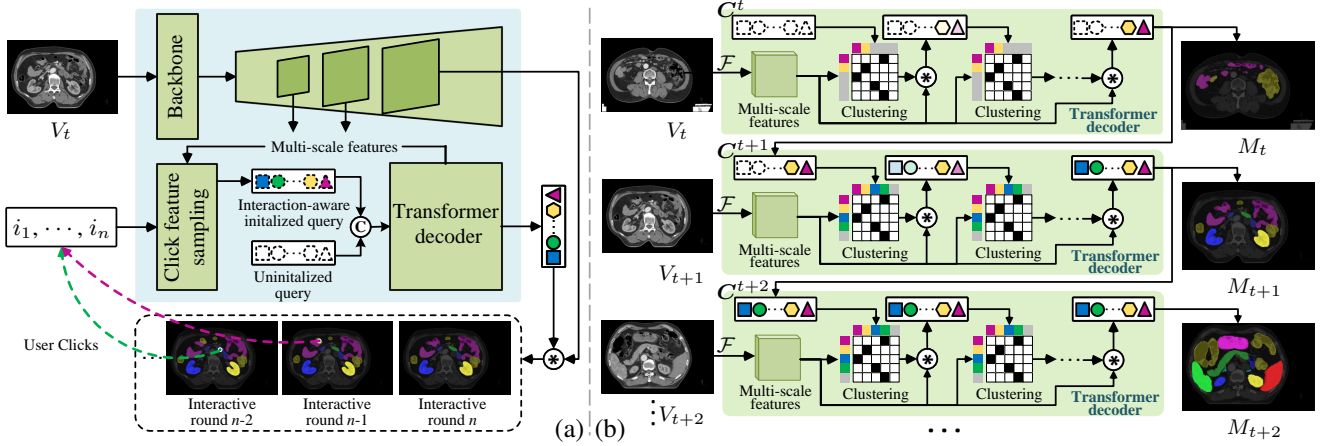 V_t
Backbone
Multi-scale features
i_1, ⋯, i_n
Click feature
sampling
Interaction-aware
initalized query
Uninitalized
query
C
Transformer
decoder
User Clicks
Interactive
round n-2
Interactive
round n-1
Interactive
round n
*
(a)
(b)
C^t
V_t
F
Multi-scale
features
Clustering
*
Clustering
*
Transformer
decoder
M_t
C^{t+1}
V_{t+1}
F
Multi-scale
features
Clustering
*
Clustering
*
Transformer
decoder
M_{t+1}
C^{t+2}
V_{t+2}
F
Multi-scale
features
Clustering
*
Clustering
*
Transformer
decoder
M_{t+2}